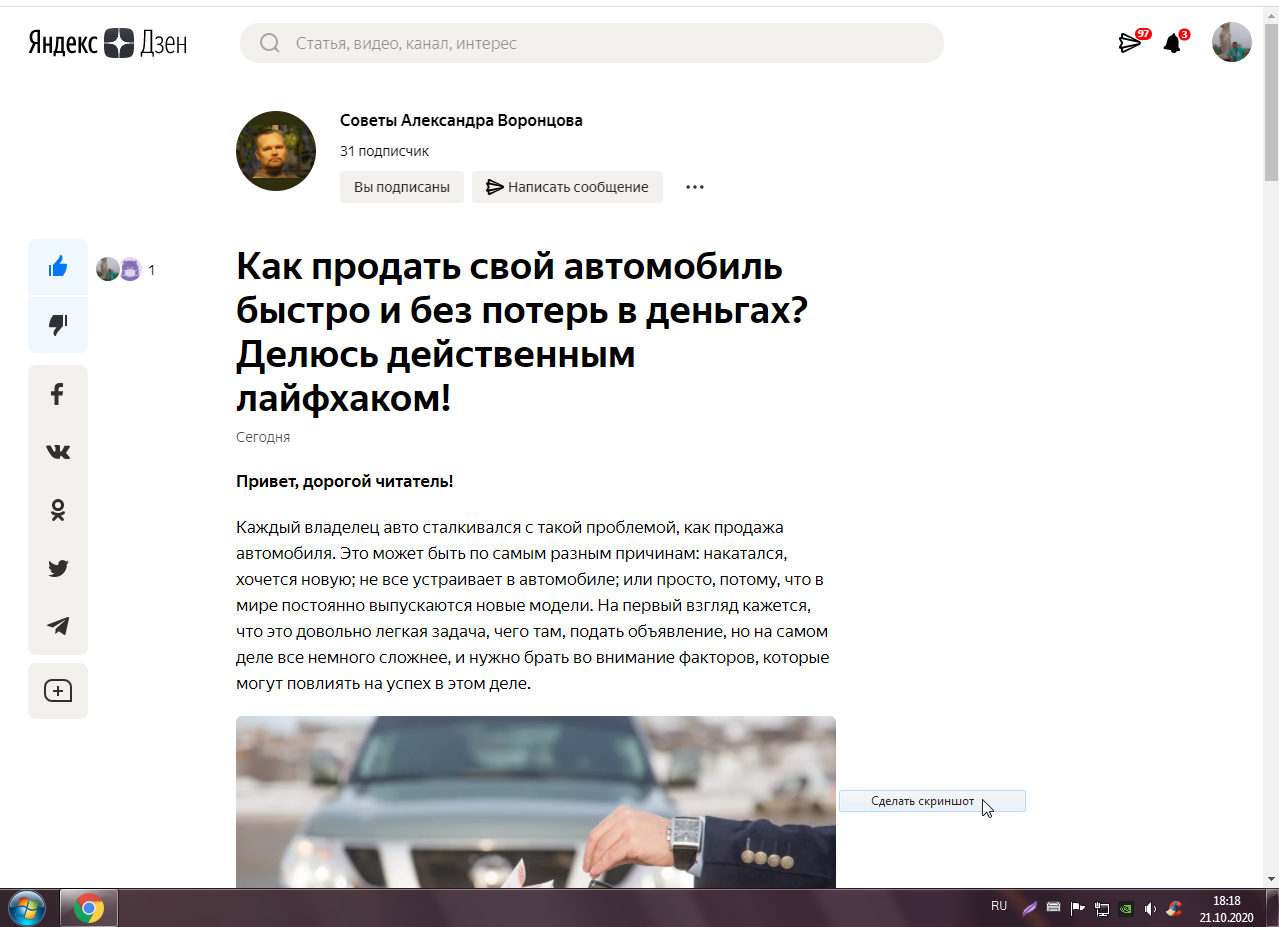 Яндекс Дзен
Статья, видео, канал, интерес
97
3
Советы Александра Воронцова
31 подписчик
Вы подписаны
Написать сообщение
1
Как продать свой автомобиль
быстро и без потерь в деньгах?
Делюсь действенным
лайфхаком!
Сегодня
Привет, дорогой читатель!
Каждый владелец авто сталкивался с такой проблемой, как продажа
автомобиля. Это может быть по самым разным причинам: накатался,
хочется новую; не все устраивает в автомобиле; или просто, потому, что в
мире постоянно выпускаются новые модели. На первый взгляд кажется,
что это довольно легкая задача, чего там, подать объявление, но на самом
деле все немного сложнее, и нужно брать во внимание факторов, которые
могут повлиять на успех в этом деле.
Сделать скриншот
RU
18:18
21.10.2020